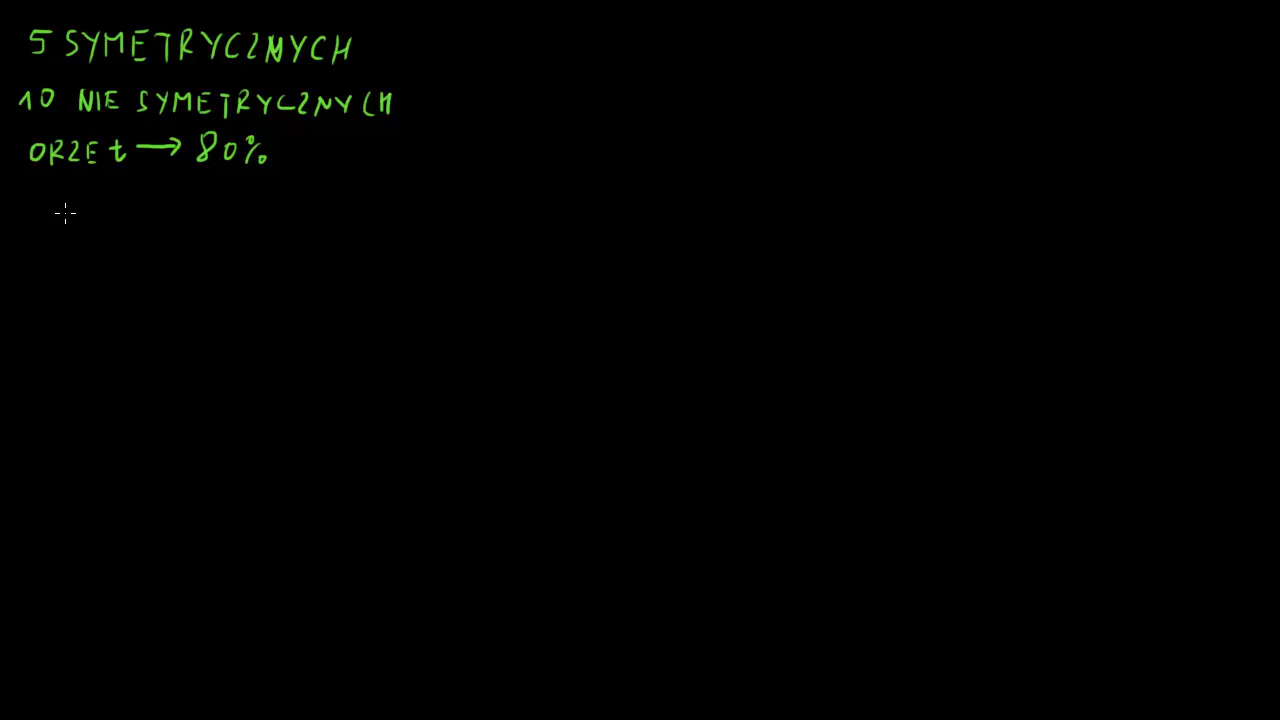 5 SYMETRYCZNYCH
10 NIE SYMETRYCZNYCH
ORZEŁ → 80%